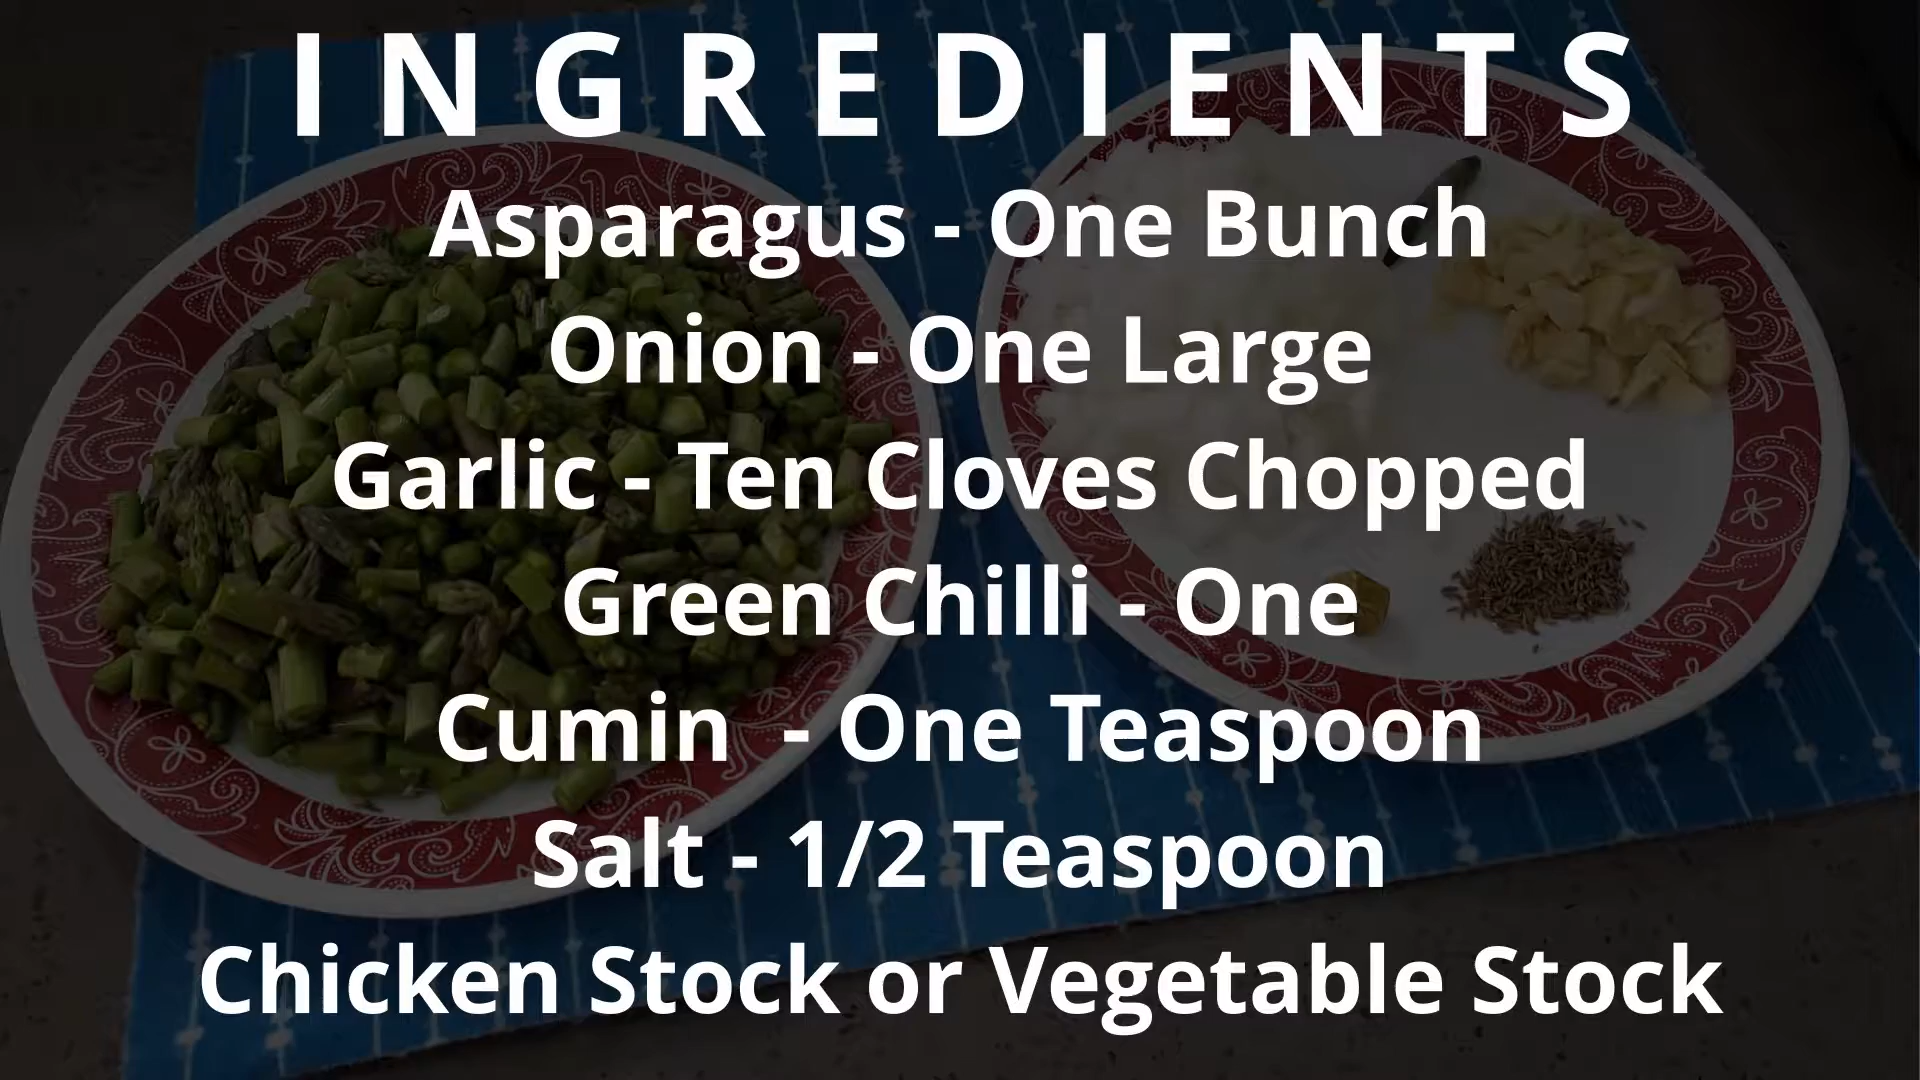 INGREDIENTS
Asparagus - One Bunch
Onion - One Large
Garlic - Ten Cloves Chopped
Green Chilli - One
Cumin  - One Teaspoon
Salt - 1/2 Teaspoon
Chicken Stock or Vegetable Stock